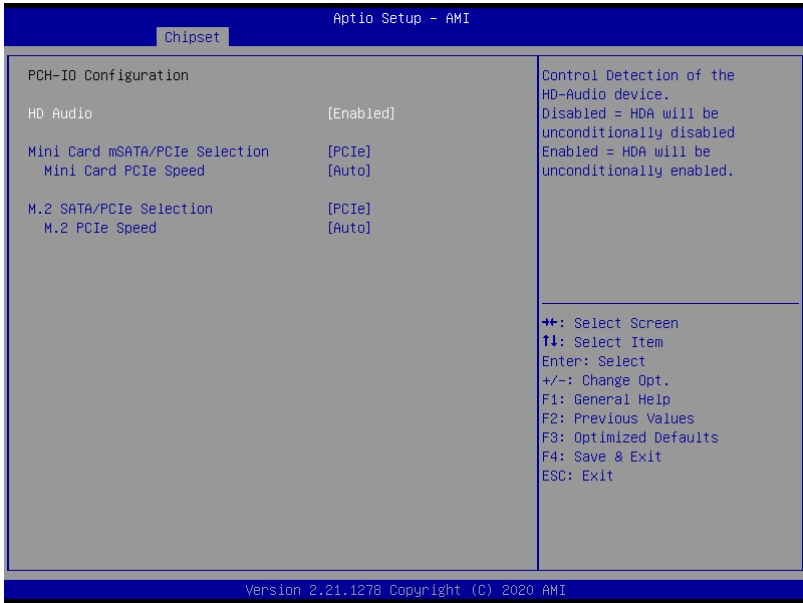 Aptio Setup – AMI
Chipset
PCH-IO Configuration
HD Audio [Enabled]
Mini Card mSATA/PCIe Selection [PCIe]
Mini Card PCIe Speed [Auto]
M.2 SATA/PCIe Selection [PCIe]
M.2 PCIe Speed [Auto]
Control Detection of the
HD-Audio device.
Disabled = HDA will be
unconditionally disabled
Enabled = HDA will be
unconditionally enabled.
→←: Select Screen
↑↓: Select Item
Enter: Select
+/-: Change Opt.
F1: General Help
F2: Previous Values
F3: Optimized Defaults
F4: Save & Exit
ESC: Exit
Version 2.21.1278 Copyright (C) 2020 AMI